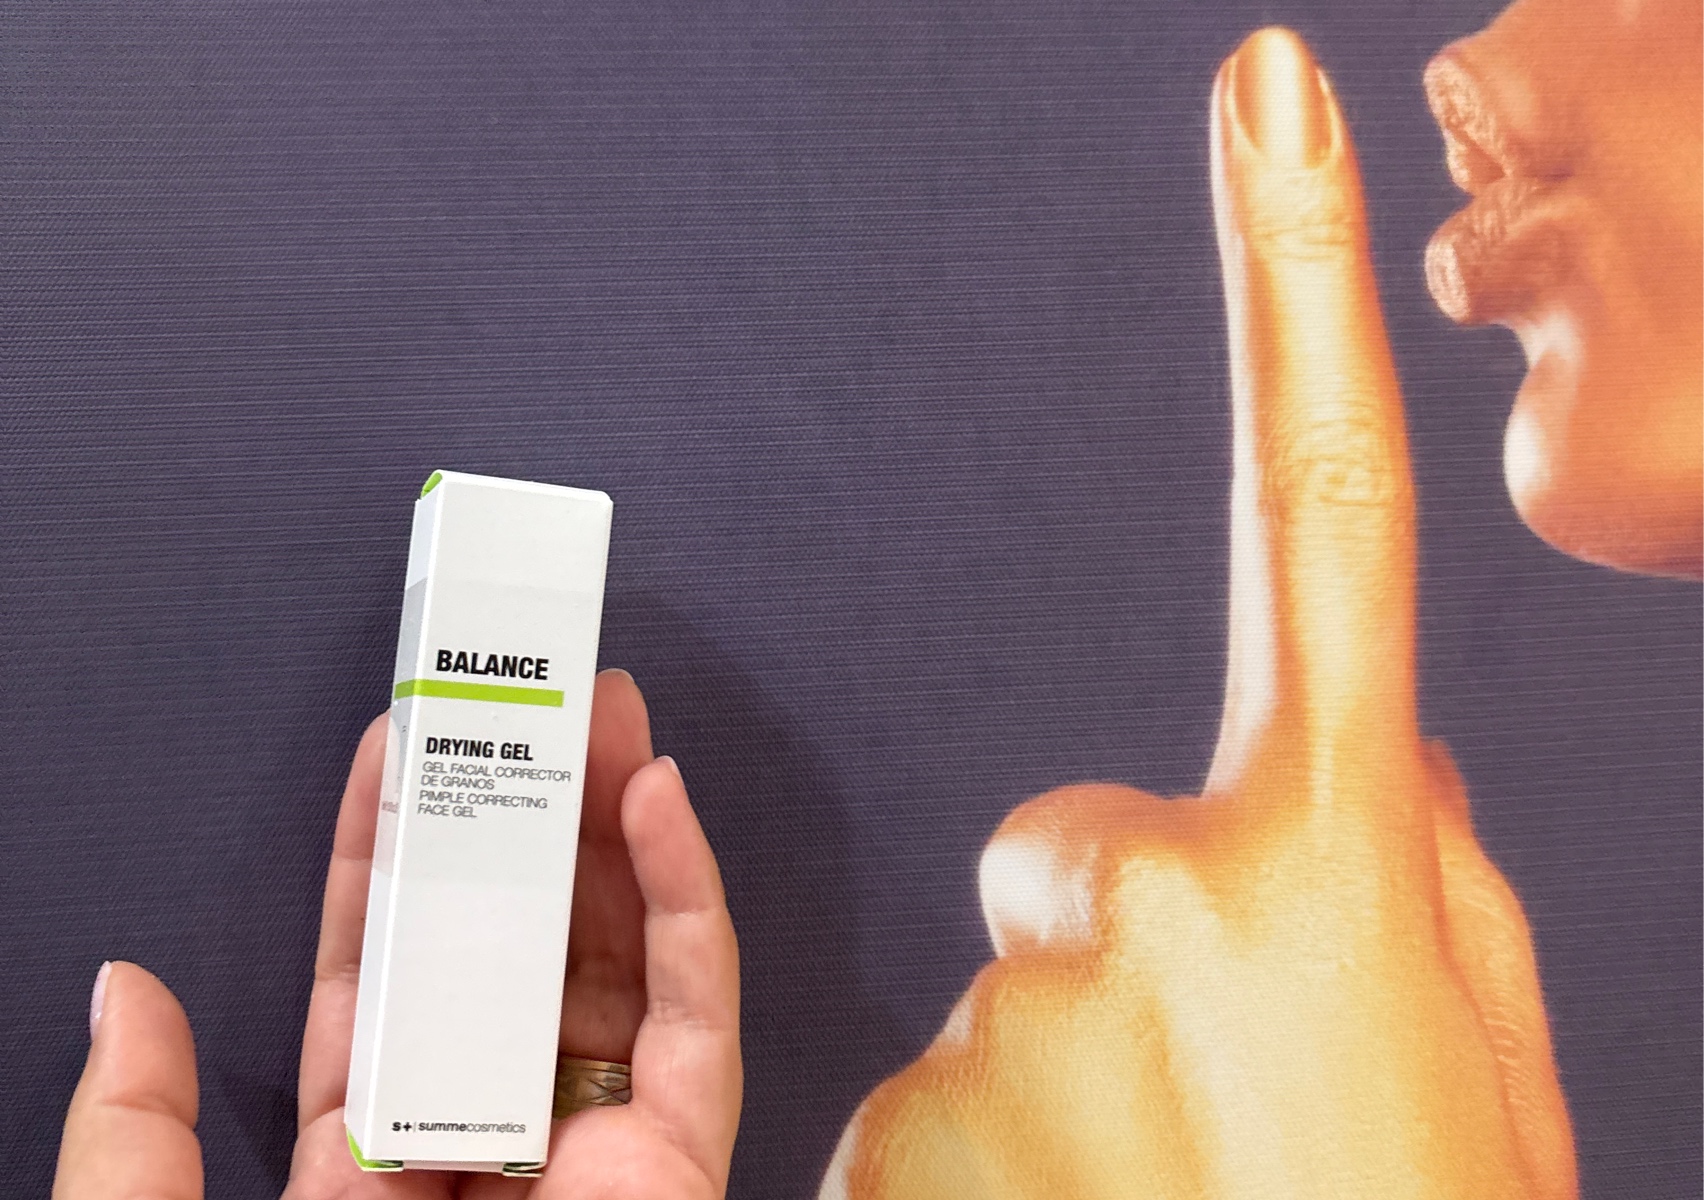 BALANCE
DRYING GEL
GEL FACIAL CORRECTOR
DE GRANOS
PIMPLE CORRECTING
FACE GEL
s+ | summecosmetics